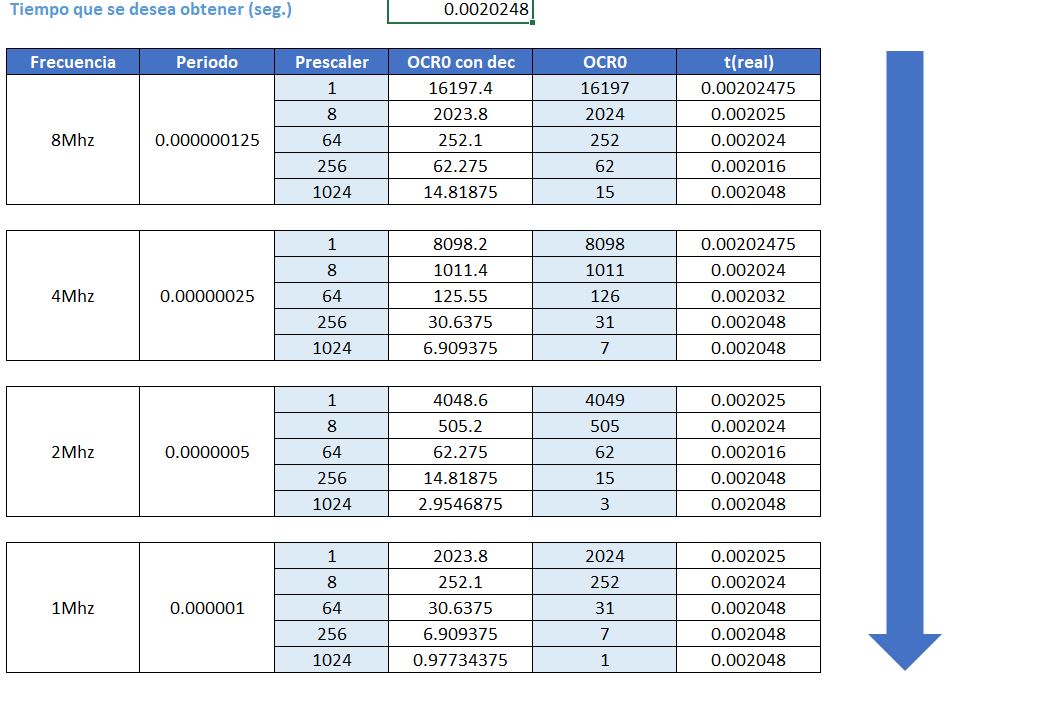 Tiempo que se desea obtener (seg.) 0.0020248
Frecuencia Periodo Prescaler OCR0 con dec OCR0 t(real)
1 16197.4 16197 0.00202475
8 2023.8 2024 0.002025
8Mhz 0.000000125 64 252.1 252 0.002024
256 62.275 62 0.002016
1024 14.81875 15 0.002048
1 8098.2 8098 0.00202475
8 1011.4 1011 0.002024
4Mhz 0.00000025 64 125.55 126 0.002032
256 30.6375 31 0.002048
1024 6.909375 7 0.002048
1 4048.6 4049 0.002025
8 505.2 505 0.002024
2Mhz 0.0000005 64 62.275 62 0.002016
256 14.81875 15 0.002048
1024 2.9546875 3 0.002048
1 2023.8 2024 0.002025
8 252.1 252 0.002024
1Mhz 0.000001 64 30.6375 31 0.002048
256 6.909375 7 0.002048
1024 0.97734375 1 0.002048